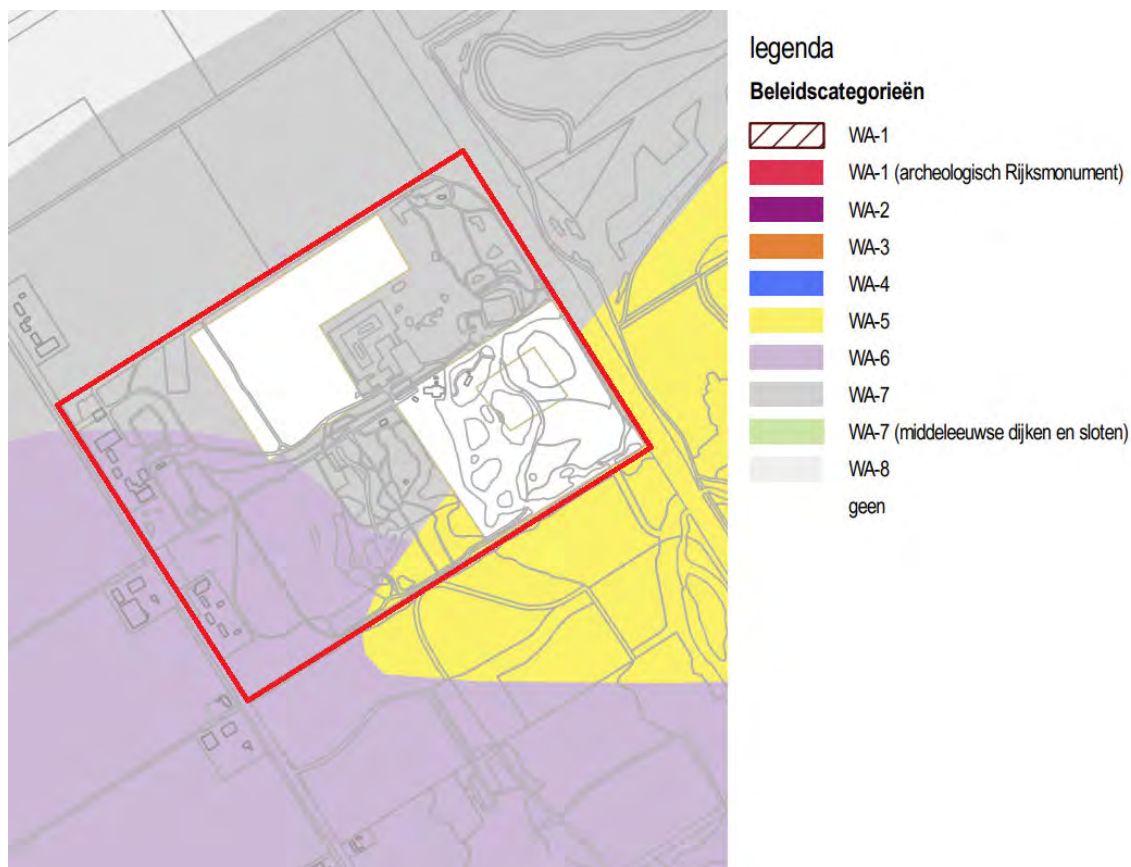 legenda
Beleidscategorieën
WA-1
WA-1 (archeologisch Rijksmonument)
WA-2
WA-3
WA-4
WA-5
WA-6
WA-7
WA-7 (middeleeuwse dijken en sloten)
WA-8
geen